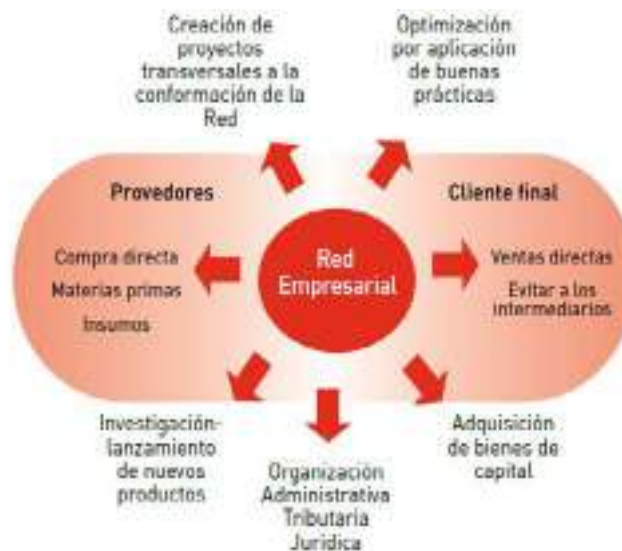 Creación de
proyectos
transversales a la
conformación de la
Red
Optimización
por aplicación
de buenas
prácticas
Provedores
Compra directa
Materias primas
Insumos
Red
Empresarial
Cliente final
Ventas directas
Evitar a los
intermediarios
Investigación-
lanzamiento
de nuevos
productos
Organización
Administrativa
Tributaria
Jurídica
Adquisición
de bienes de
capital